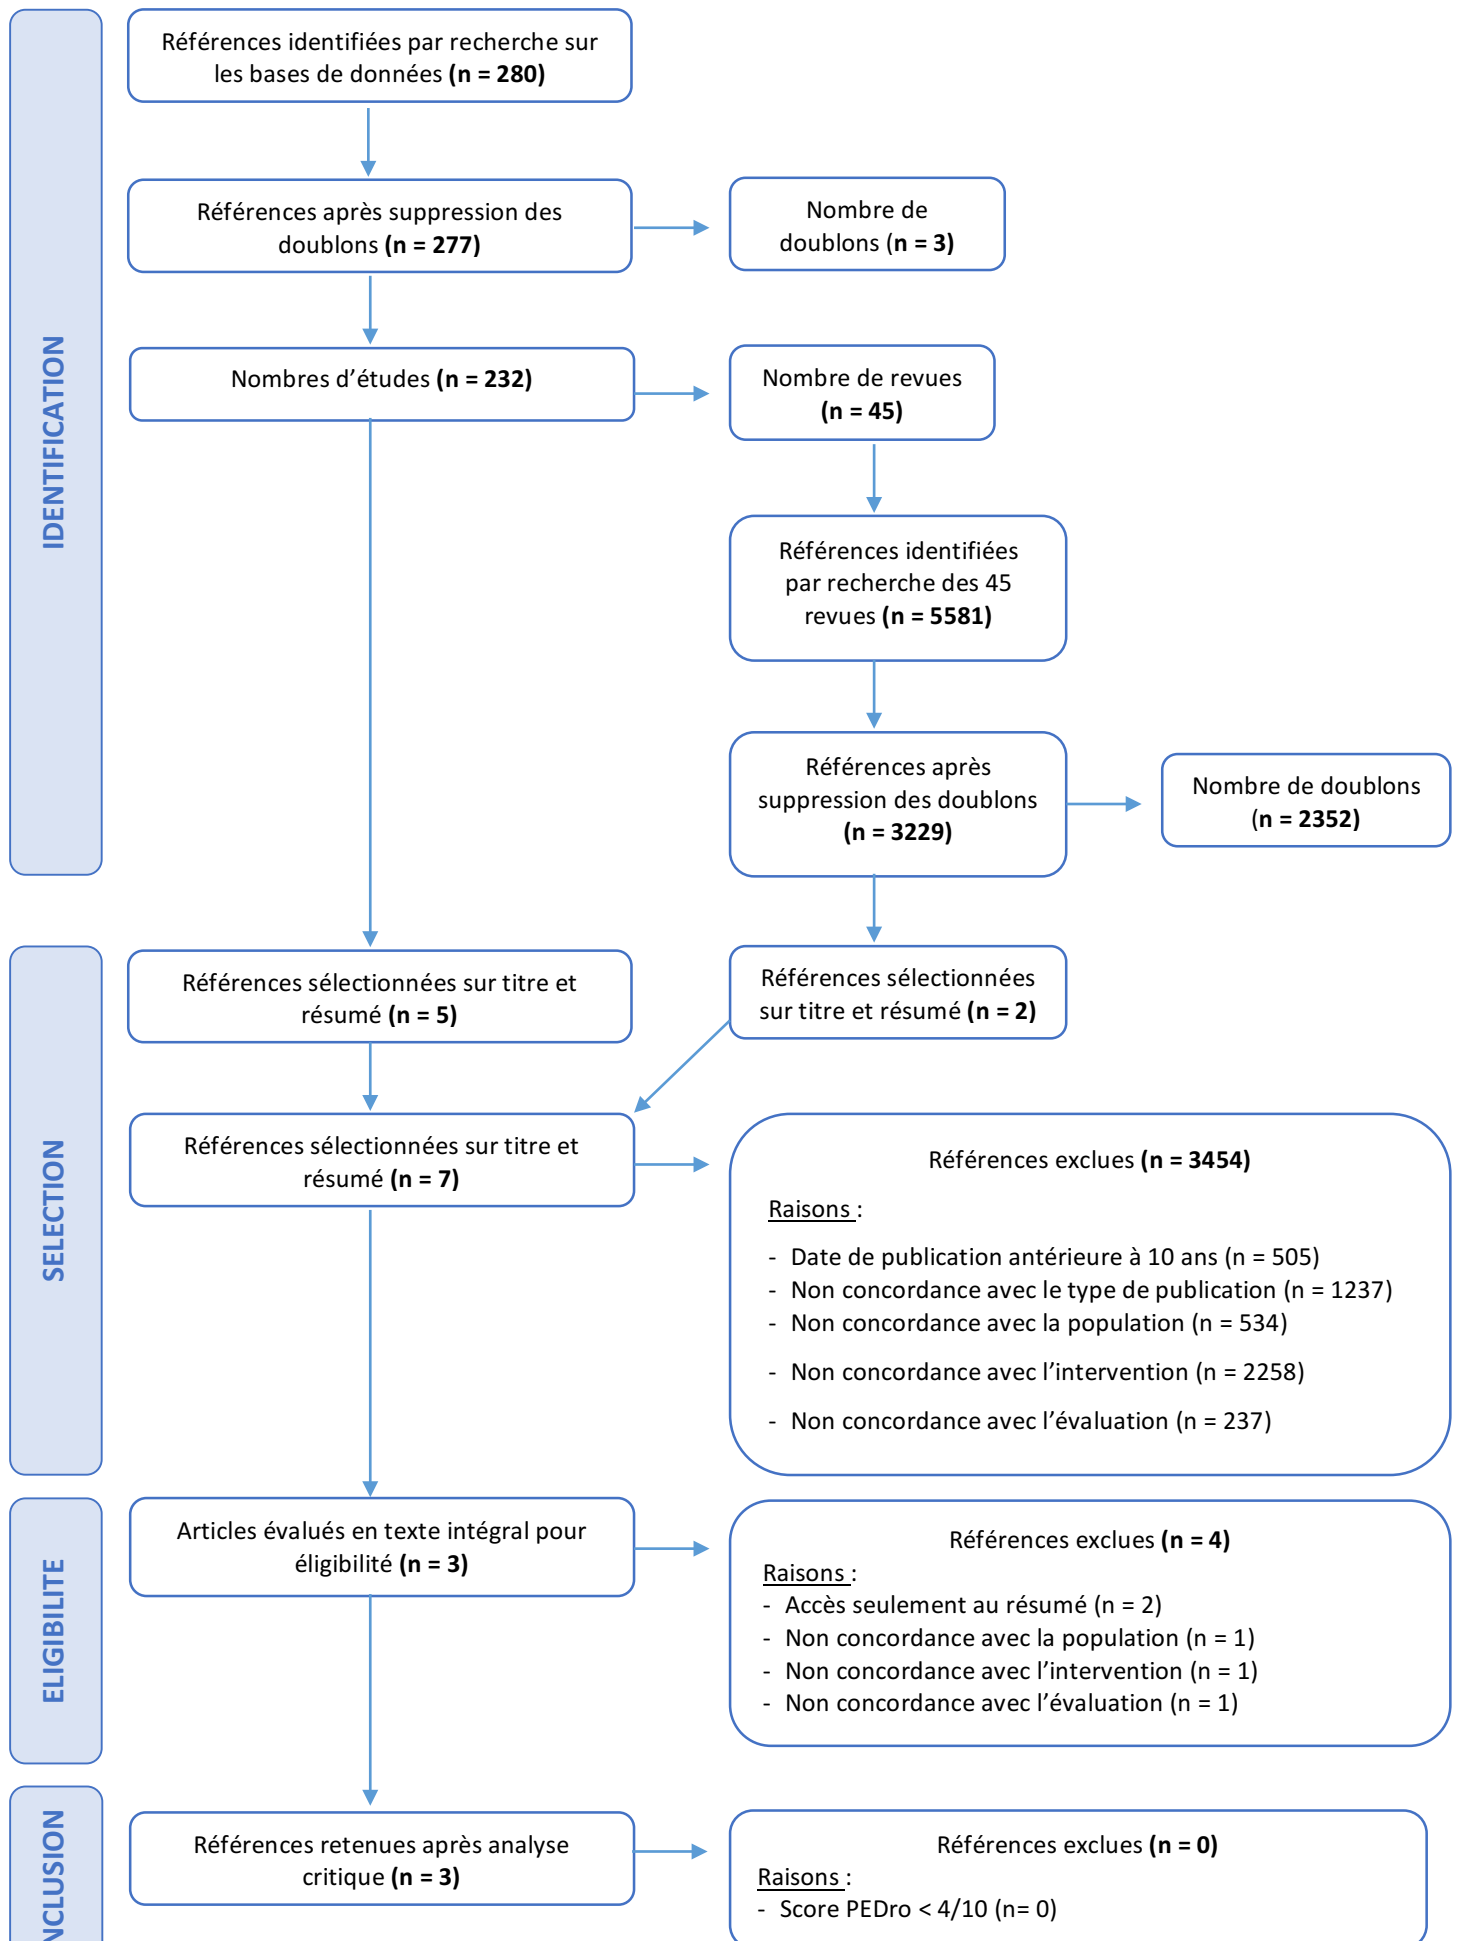 IDENTIFICATION
Références identifiées par recherche sur
les bases de données (n = 280)
Références après suppression des
doublons (n = 277)
Nombre de
doublons (n = 3)
Nombres d’études (n = 232)
Nombre de revues
(n = 45)
Références identifiées
par recherche des 45
revues (n = 5581)
Références après
suppression des doublons
(n = 3229)
Nombre de doublons
(n = 2352)
SELECTION
Références sélectionnées sur titre et
résumé (n = 5)
Références sélectionnées
sur titre et résumé (n = 2)
Références sélectionnées sur titre et
résumé (n = 7)
Références exclues (n = 3454)
Raisons :
- Date de publication antérieure à 10 ans (n = 505)
- Non concordance avec le type de publication (n = 1237)
- Non concordance avec la population (n = 534)
- Non concordance avec l’intervention (n = 2258)
- Non concordance avec l’évaluation (n = 237)
ELIGIBILITE
Articles évalués en texte intégral pour
éligibilité (n = 3)
Références exclues (n = 4)
Raisons :
- Accès seulement au résumé (n = 2)
- Non concordance avec la population (n = 1)
- Non concordance avec l’intervention (n = 1)
- Non concordance avec l’évaluation (n = 1)
NCLUSION
Références retenues après analyse
critique (n = 3)
Références exclues (n = 0)
Raisons :
- Score PEDro < 4/10 (n= 0)